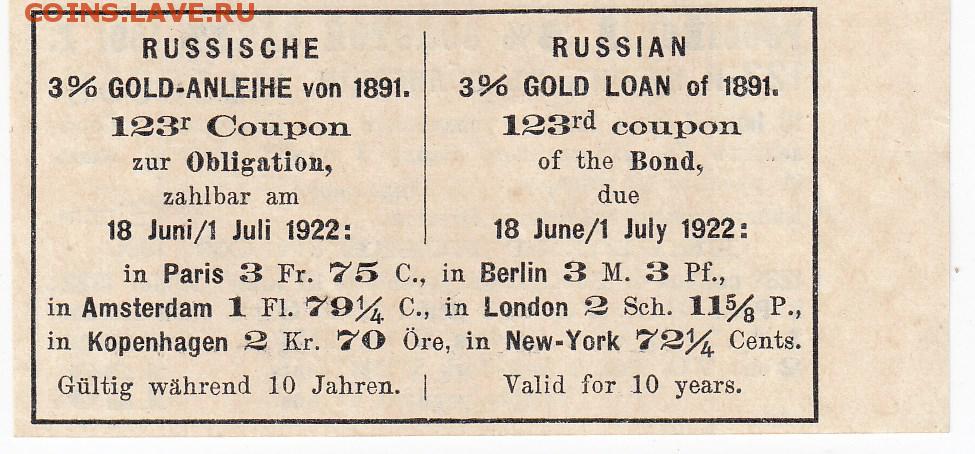 COINS.LAVE.RU
RUSSISCHE
3% GOLD-ANLEIHE von 1891.
123r Coupon
zur Obligation,
zahlbar am
18 Juni/1 Juli 1922:
RUSSIAN
3% GOLD LOAN of 1891.
123rd coupon
of the Bond,
due
18 June/1 July 1922:
in Paris 3 Fr. 75 C., in Berlin 3 M. 3 Pf.,
in Amsterdam 1 Fl. 79¼ C., in London 2 Sch. 11⅝ P.,
in Kopenhagen 2 Kr. 70 Öre, in New-York 72¼ Cents.
Gültig während 10 Jahren. | Valid for 10 years.